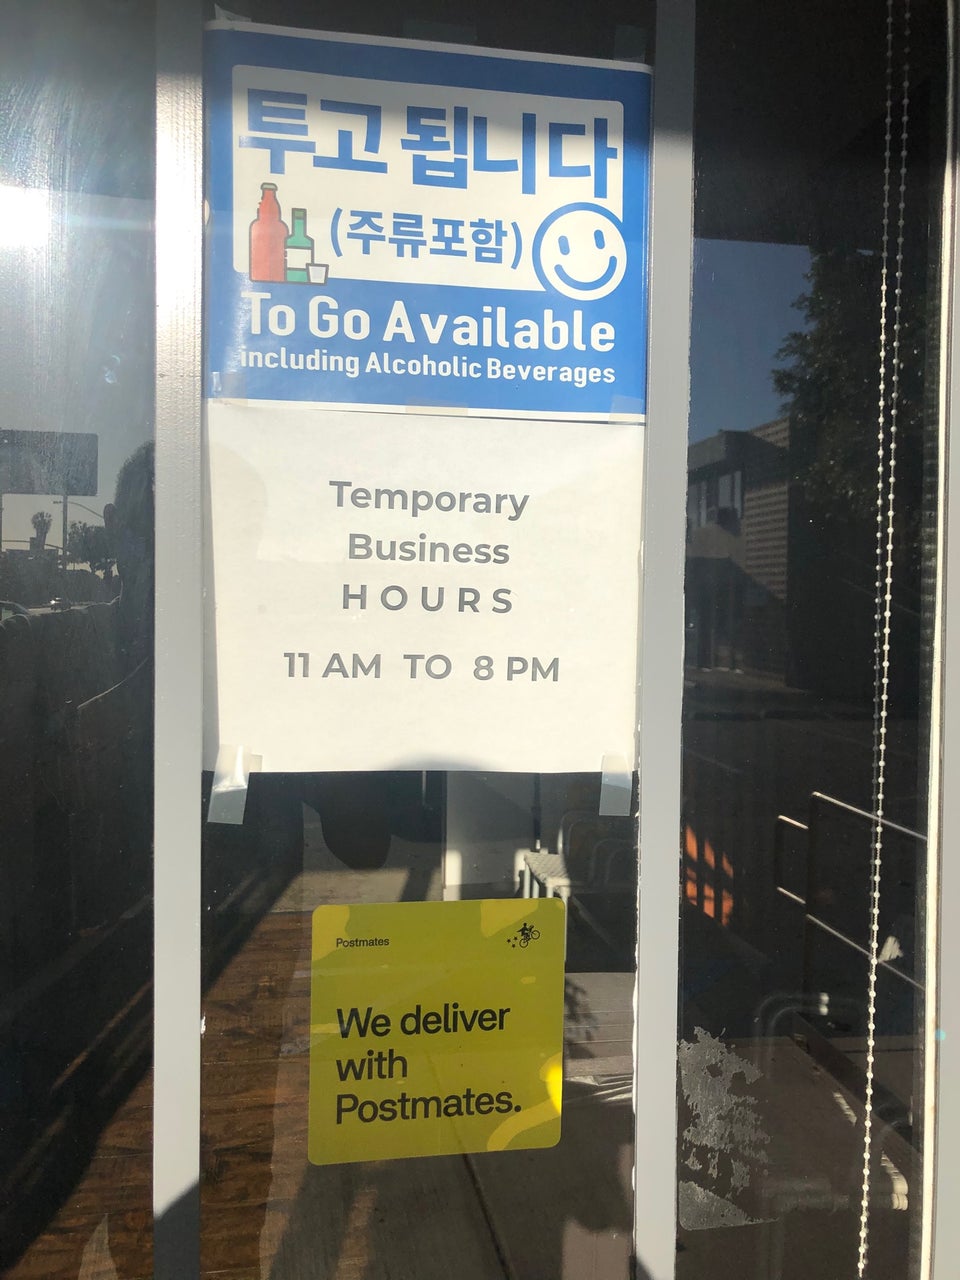 투고 됩니다
(주류포함)
To Go Available
including Alcoholic Beverages
Temporary
Business
HOURS
11 AM TO 8 PM
Postmates
We deliver
with
Postmates.